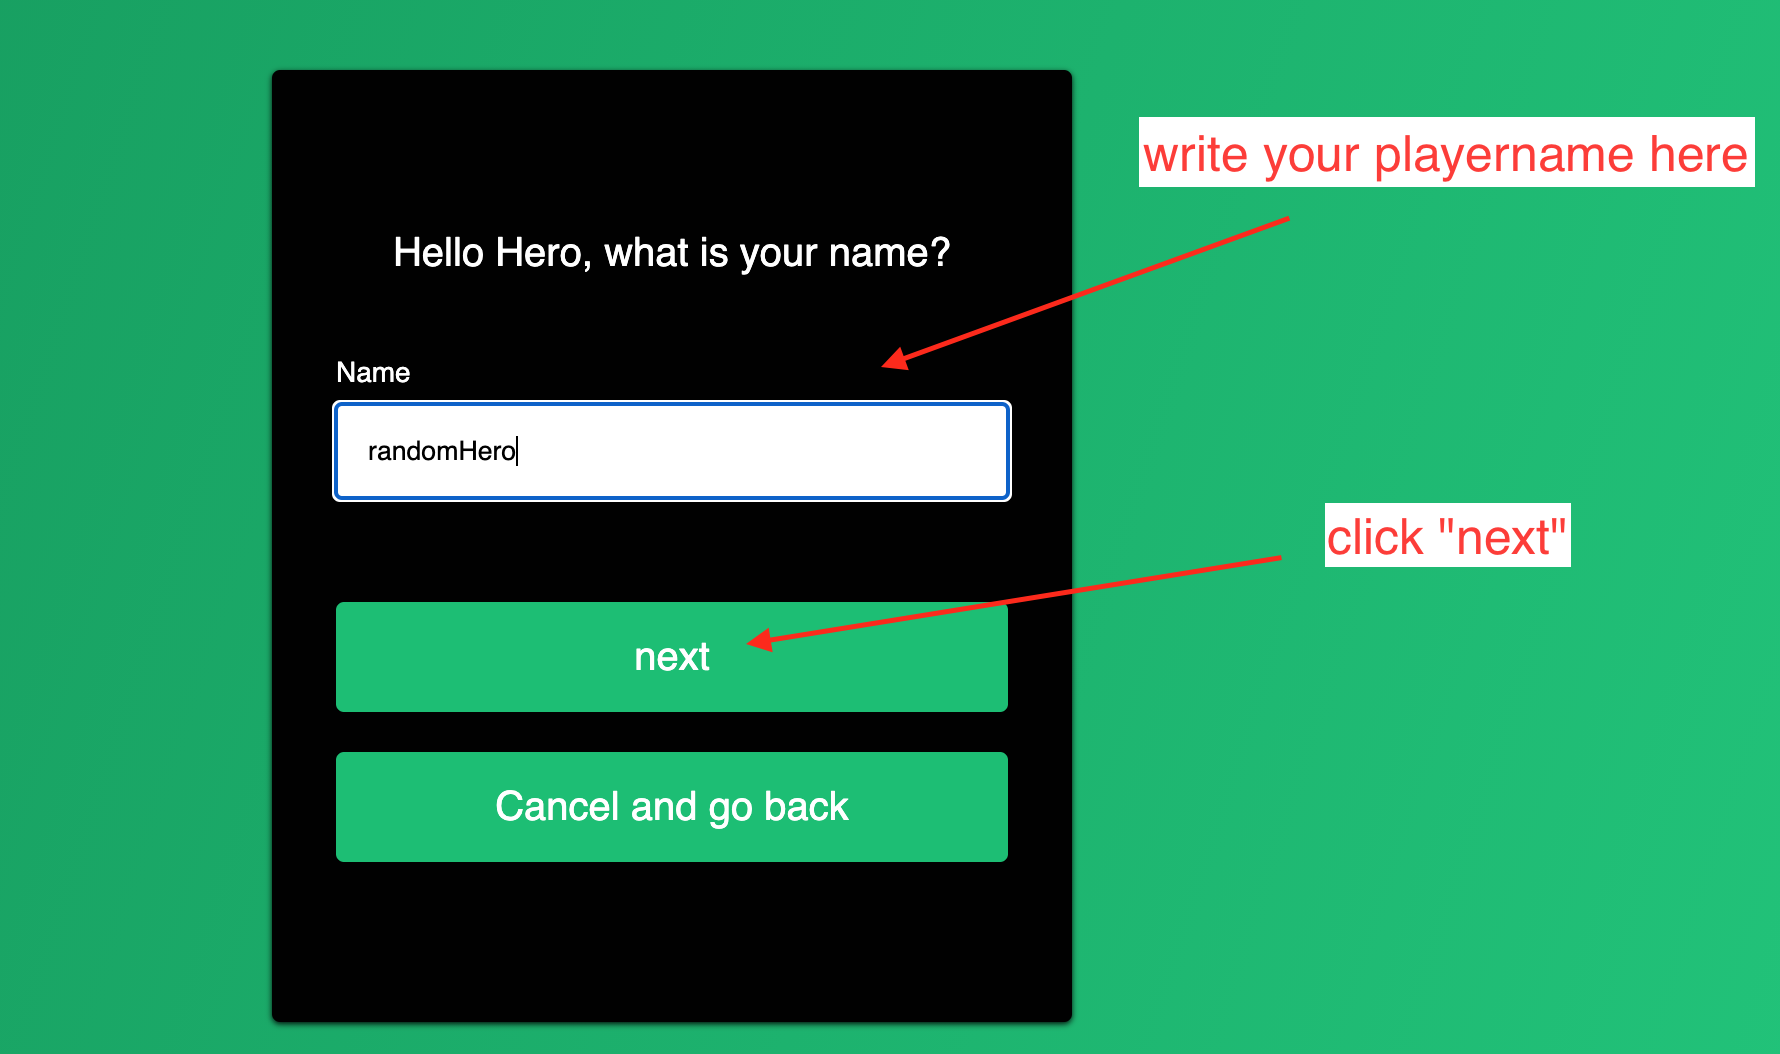 write your playername here
Hello Hero, what is your name?
Name
randomHero
click "next"
next
Cancel and go back